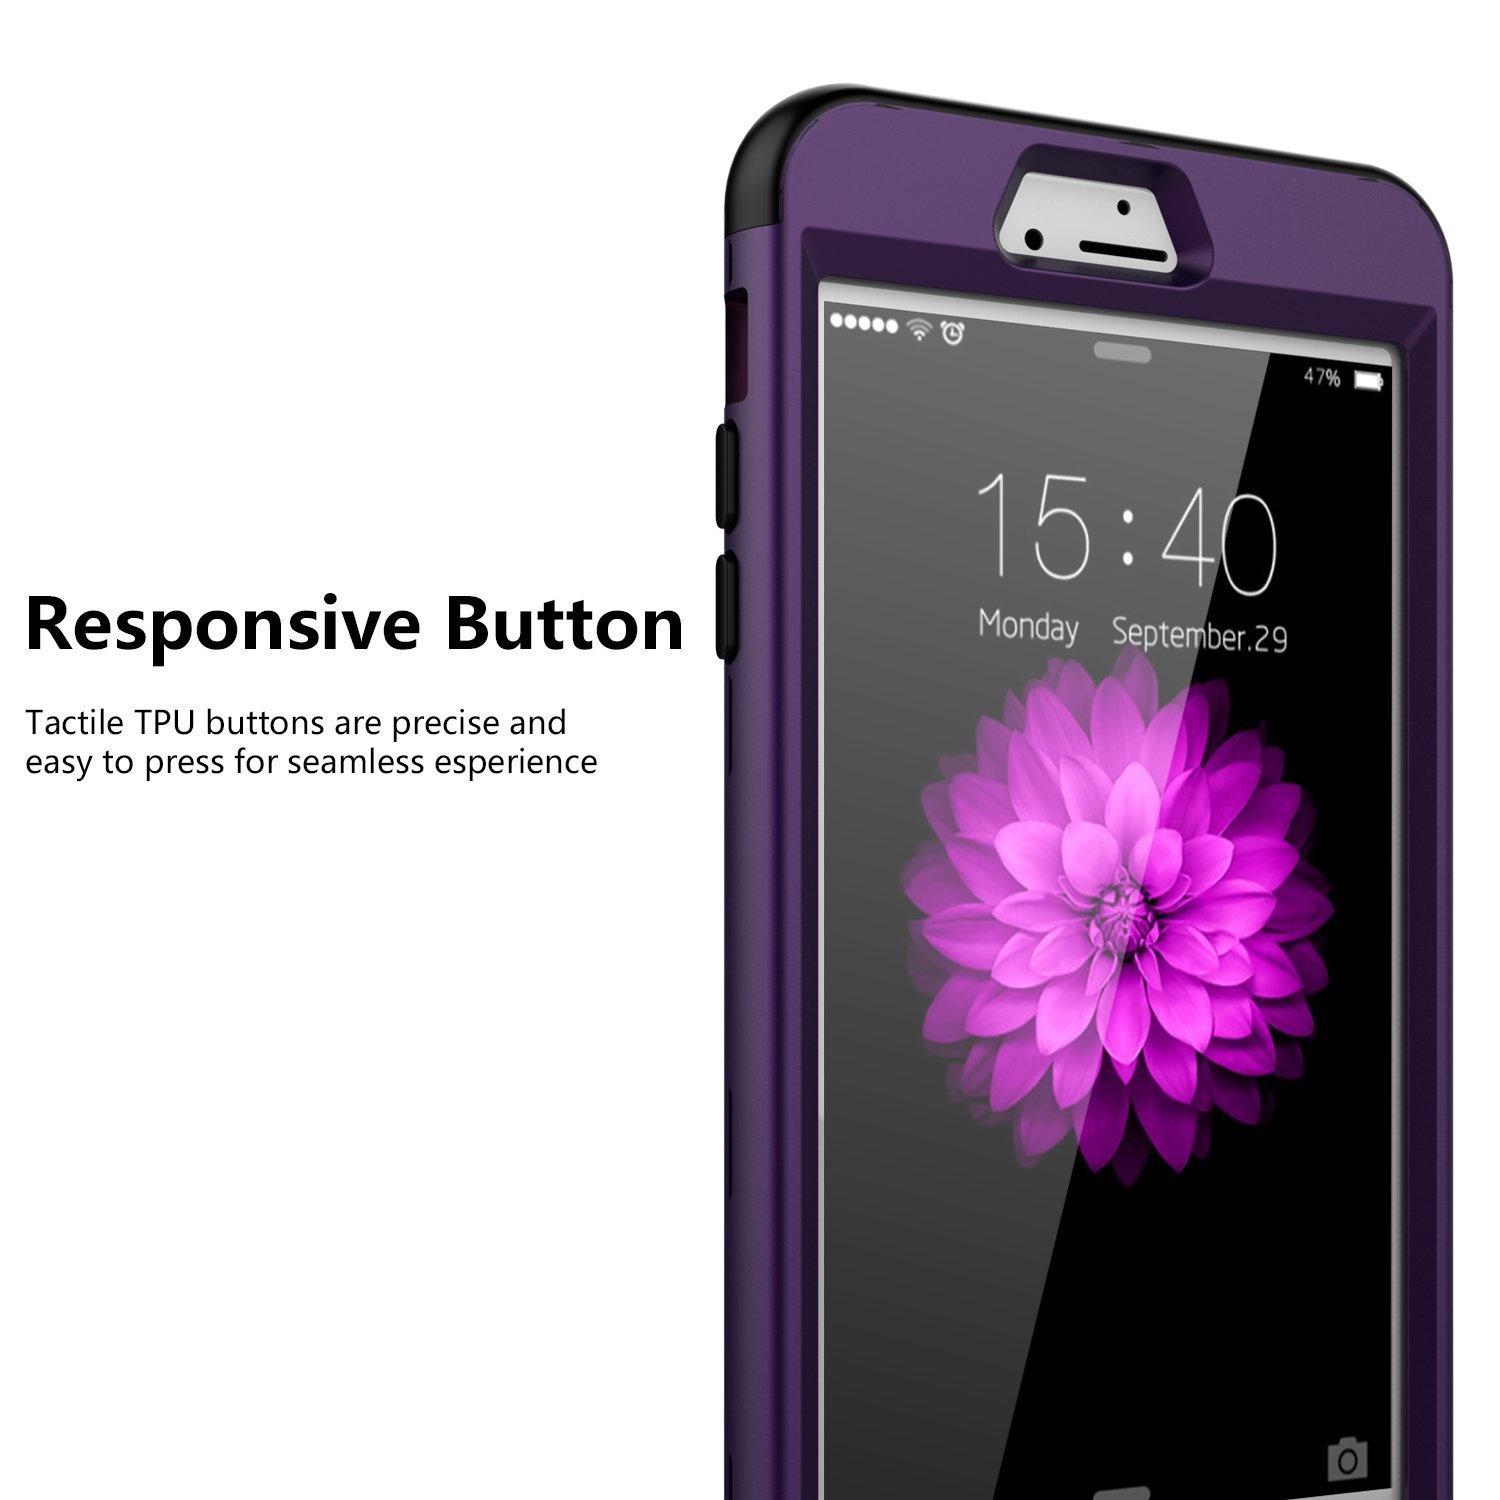 47%
15:40
Monday September.29
Responsive Button
Tactile TPU buttons are precise and
easy to press for seamless esperience